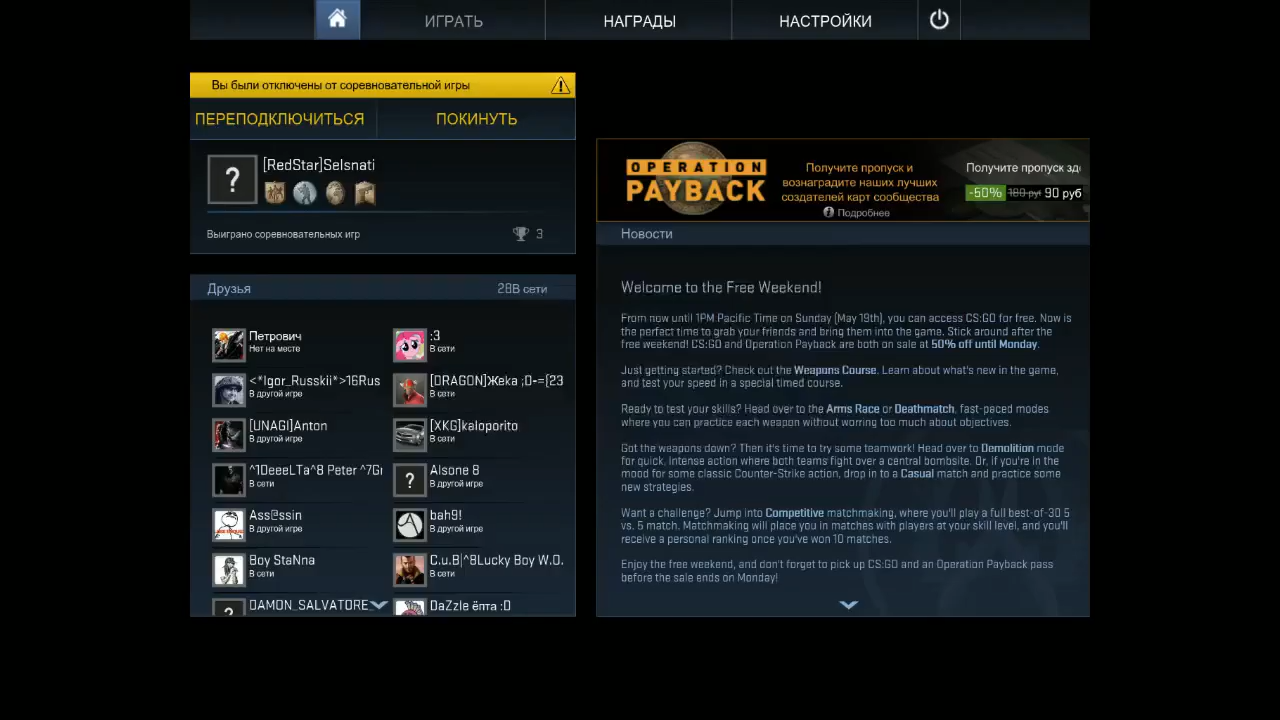 ИГРАТЬ
НАГРАДЫ
НАСТРОЙКИ
Вы были отключены от соревновательной игры
ПЕРЕПОДКЛЮЧИТЬСЯ
ПОКИНУТЬ
[RedStar]Selsnati
Выиграно соревновательных игр
3
Друзья
28В сети
Петрович
Нет на месте
:3
В сети
<*Igor_Russkii*>16Rus
В другой игре
[DRAGON]Жека ;D-=(23
В сети
[UNAGI]Anton
В другой игре
[XKG]kaloporito
В сети
^1DeeeLTa^8 Peter ^7Gr
В сети
Alsone 8
В другой игре
Ass@ssin
В другой игре
bah9!
В другой игре
Boy StaNna
В сети
C.u.B|^8Lucky Boy W.O.
В сети
DAMON_SALVATORE_
DaZzle ёпта :D
OPERATION
PAYBACK
Получите пропуск и
вознаградите наших лучших
создателей карт сообщества
Подробнее
Получите пропуск зд
-50% 180 руб 90 руб
Новости
Welcome to the Free Weekend!
From now until 1PM Pacific Time on Sunday (May 19th), you can access CS:GO for free. Now is
the perfect time to grab your friends and bring them into the game. Stick around after the
free weekend! CS:GO and Operation Payback are both on sale at 50% off until Monday.
Just getting started? Check out the Weapons Course. Learn about what's new in the game,
and test your speed in a special timed course.
Ready to test your skills? Head over to the Arms Race or Deathmatch, fast-paced modes
where you can practice each weapon without worring too much about objectives.
Got the weapons down? Then it's time to try some teamwork! Head over to Demolition mode
for quick, intense action where both teams fight over a central bombsite. Or, if you're in the
mood for some classic Counter-Strike action, drop in to a Casual match and practice some
new strategies.
Want a challenge? Jump into Competitive matchmaking, where you'll play a full best-of-30 5
vs. 5 match. Matchmaking will place you in matches with players at your skill level, and you'll
receive a personal ranking once you've won 10 matches.
Enjoy the free weekend, and don't forget to pick up CS:GO and an Operation Payback pass
before the sale ends on Monday!